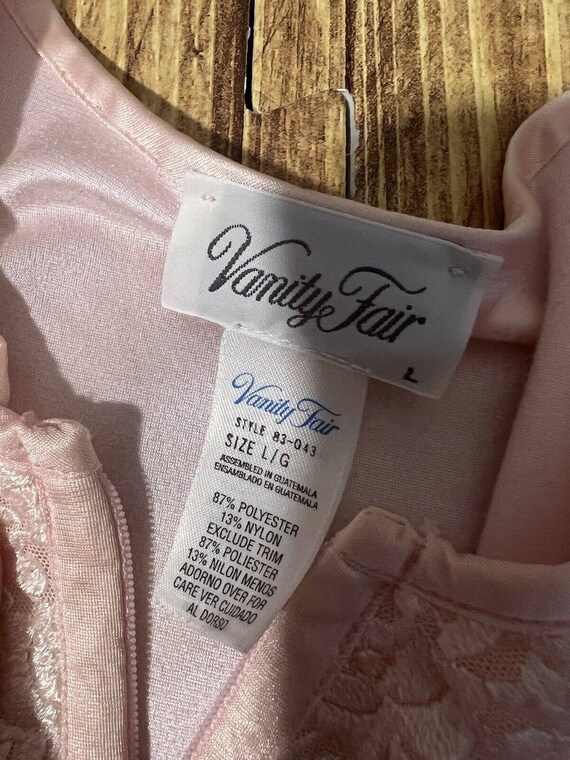 Vanity Fair
L
Vanity Fair
STYLE 83-043
SIZE L/G
ASSEMBLED IN GUATEMALA
ENSAMBLADO EN GUATEMALA
87% POLYESTER
13% NYLON
EXCLUDE TRIM
87% POLIESTER
13% NILON MENOS
ADORNO OVER FOR
CARE VER CUIDADO
AL DORSO